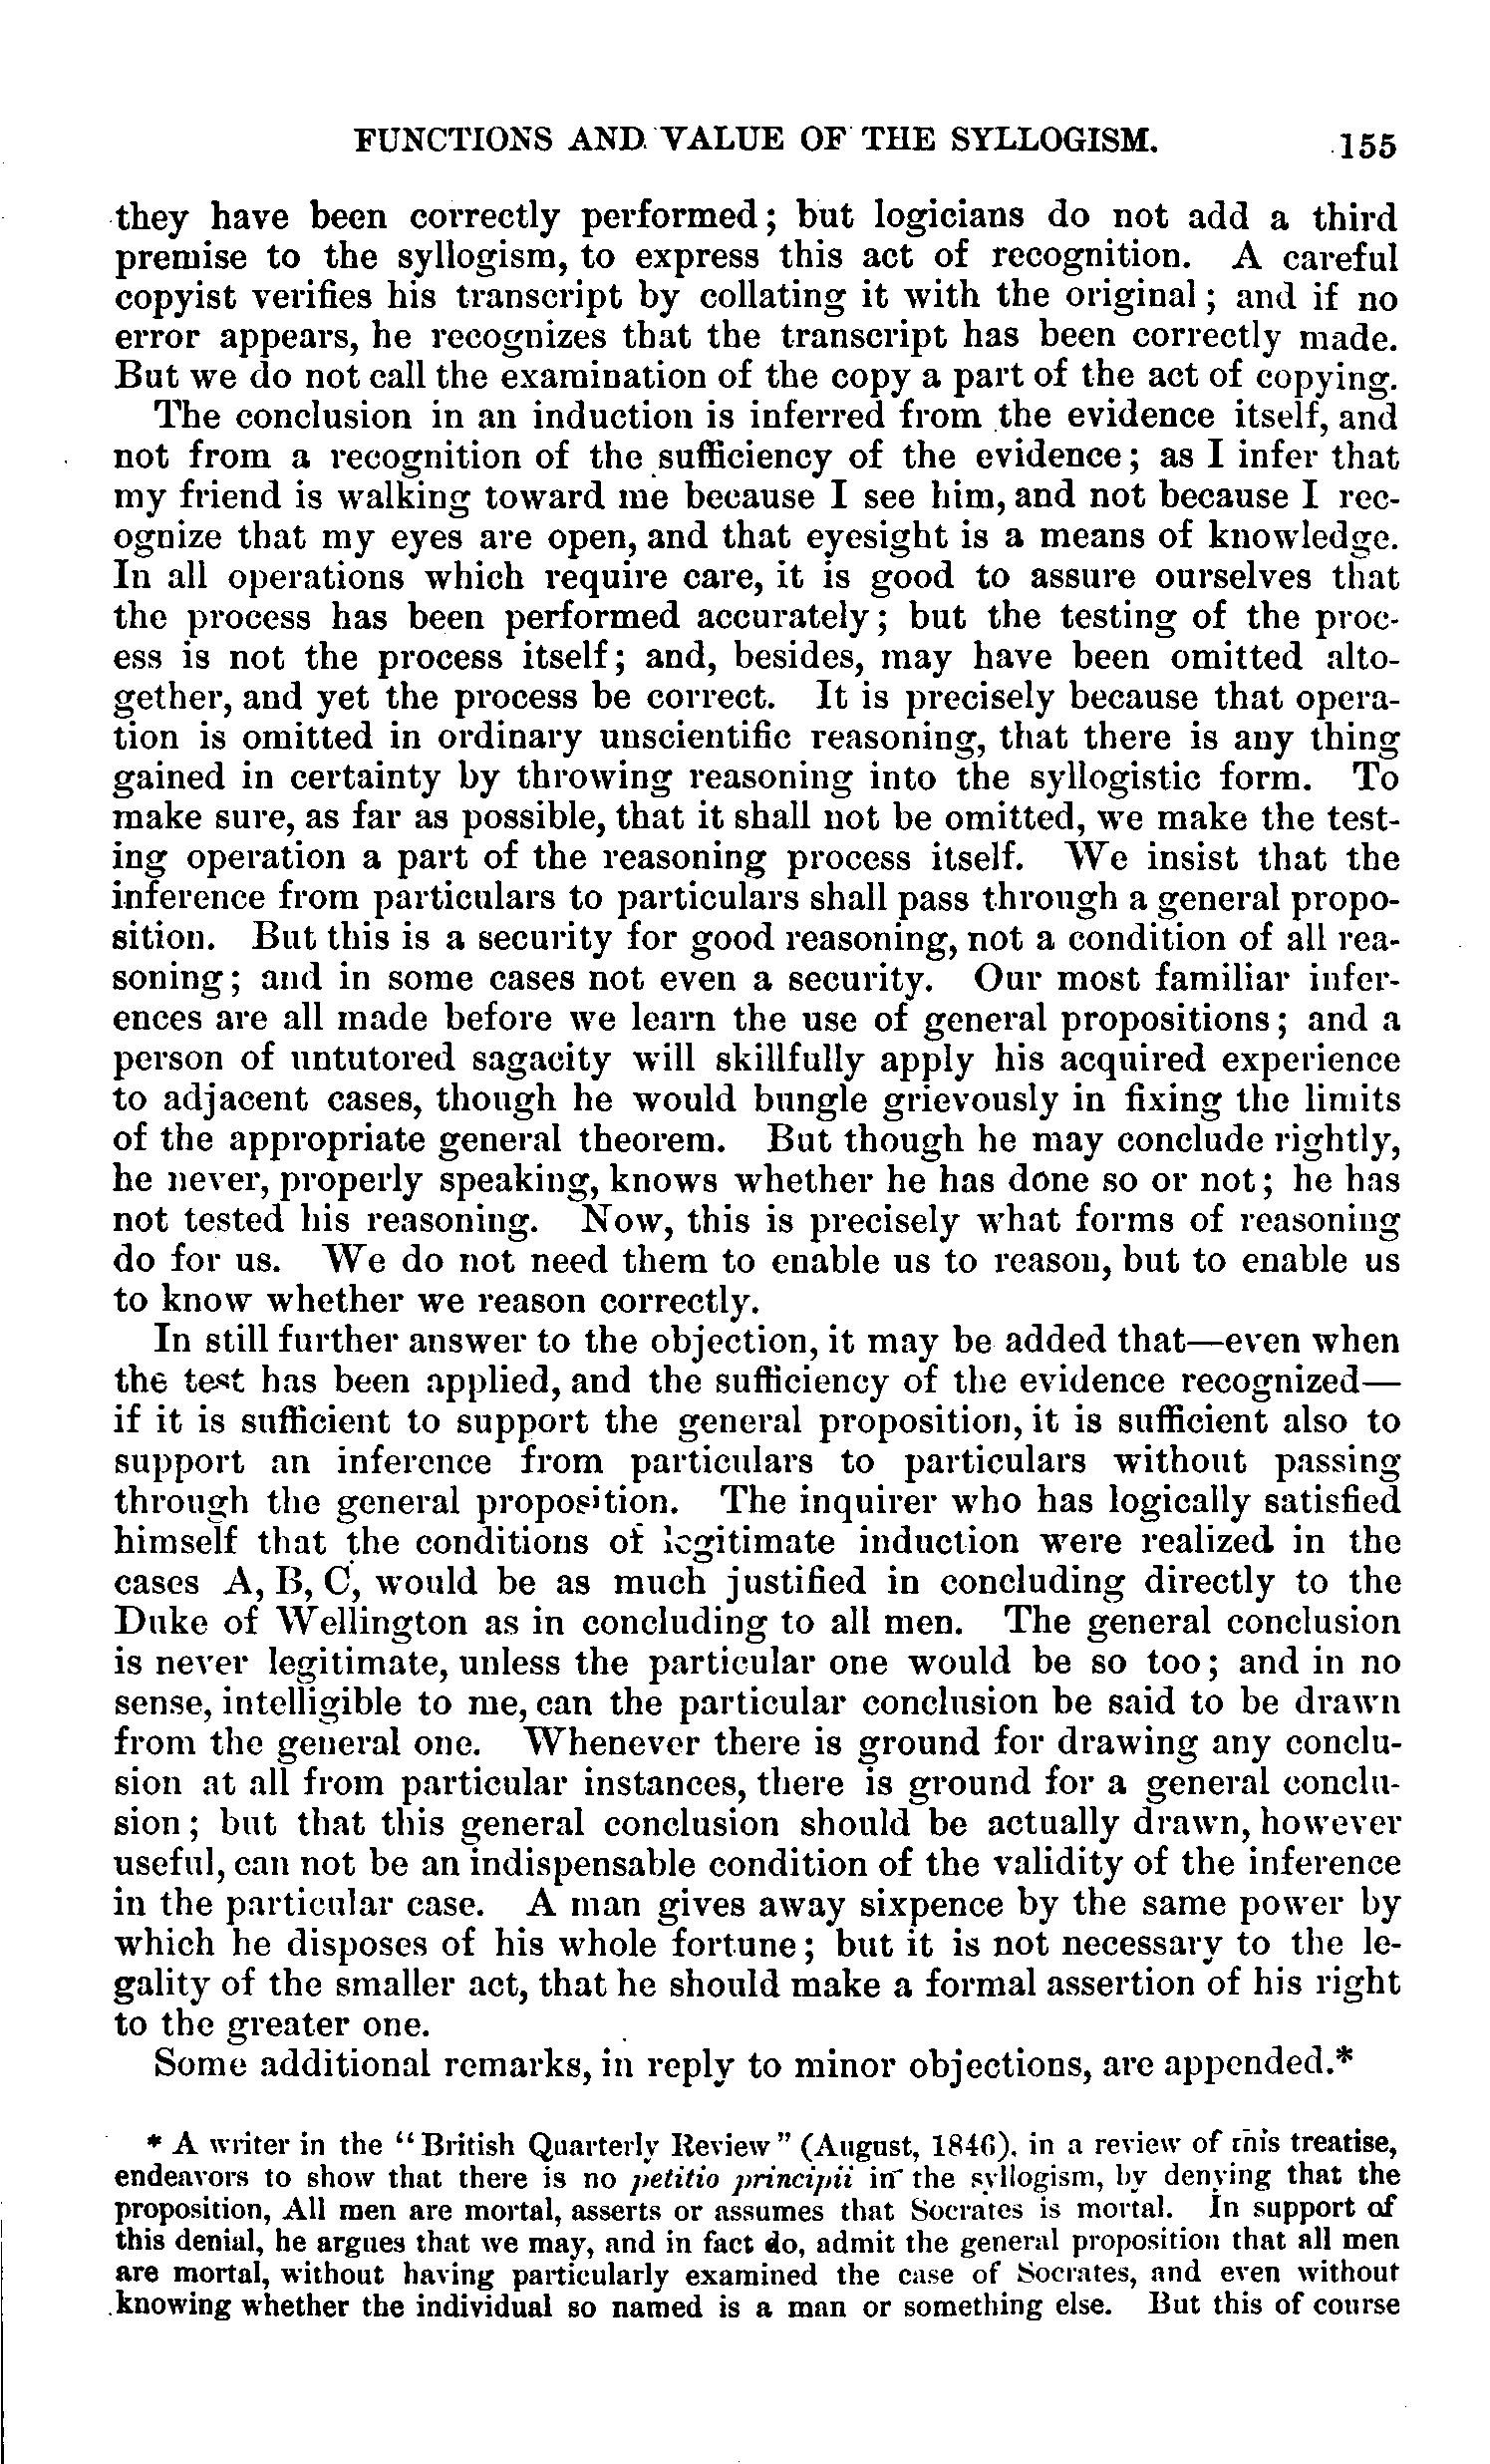 FUNCTIONS AND VALUE OF THE SYLLOGISM. 155
they have been correctly performed; but logicians do not add a third
premise to the syllogism, to express this act of recognition. A careful
copyist verifies his transcript by collating it with the original; and if no
error appears, he recognizes that the transcript has been correctly made.
But we do not call the examination of the copy a part of the act of copying.
The conclusion in an induction is inferred from the evidence itself, and
not from a recognition of the sufficiency of the evidence; as I infer that
my friend is walking toward me because I see him, and not because I rec-
ognize that my eyes are open, and that eyesight is a means of knowledge.
In all operations which require care, it is good to assure ourselves that
the process has been performed accurately; but the testing of the proc-
ess is not the process itself; and, besides, may have been omitted alto-
gether, and yet the process be correct. It is precisely because that opera-
tion is omitted in ordinary unscientific reasoning, that there is any thing
gained in certainty by throwing reasoning into the syllogistic form. To
make sure, as far as possible, that it shall not be omitted, we make the test-
ing operation a part of the reasoning process itself. We insist that the
inference from particulars to particulars shall pass through a general propo-
sition. But this is a security for good reasoning, not a condition of all rea-
soning; and in some cases not even a security. Our most familiar infer-
ences are all made before we learn the use of general propositions; and a
person of untutored sagacity will skillfully apply his acquired experience
to adjacent cases, though he would bungle grievously in fixing the limits
of the appropriate general theorem. But though he may conclude rightly,
he never, properly speaking, knows whether he has done so or not; he has
not tested his reasoning. Now, this is precisely what forms of reasoning
do for us. We do not need them to enable us to reason, but to enable us
to know whether we reason correctly.
In still further answer to the objection, it may be added that—even when
the test has been applied, and the sufficiency of the evidence recognized—
if it is sufficient to support the general proposition, it is sufficient also to
support an inference from particulars to particulars without passing
through the general proposition. The inquirer who has logically satisfied
himself that the conditions of legitimate induction were realized in the
cases A, B, C, would be as much justified in concluding directly to the
Duke of Wellington as in concluding to all men. The general conclusion
is never legitimate, unless the particular one would be so too; and in no
sense, intelligible to me, can the particular conclusion be said to be drawn
from the general one. Whenever there is ground for drawing any conclu-
sion at all from particular instances, there is ground for a general conclu-
sion; but that this general conclusion should be actually drawn, however
useful, can not be an indispensable condition of the validity of the inference
in the particular case. A man gives away sixpence by the same power by
which he disposes of his whole fortune; but it is not necessary to the le-
gality of the smaller act, that he should make a formal assertion of his right
to the greater one.
Some additional remarks, in reply to minor objections, are appended.*
* A writer in the “British Quarterly Review” (August, 1846), in a review of this treatise,
endeavors to show that there is no petitio principii in the syllogism, by denying that the
proposition, All men are mortal, asserts or assumes that Socrates is mortal. In support of
this denial, he argues that we may, and in fact do, admit the general proposition that all men
are mortal, without having particularly examined the case of Socrates, and even without
knowing whether the individual so named is a man or something else. But this of course